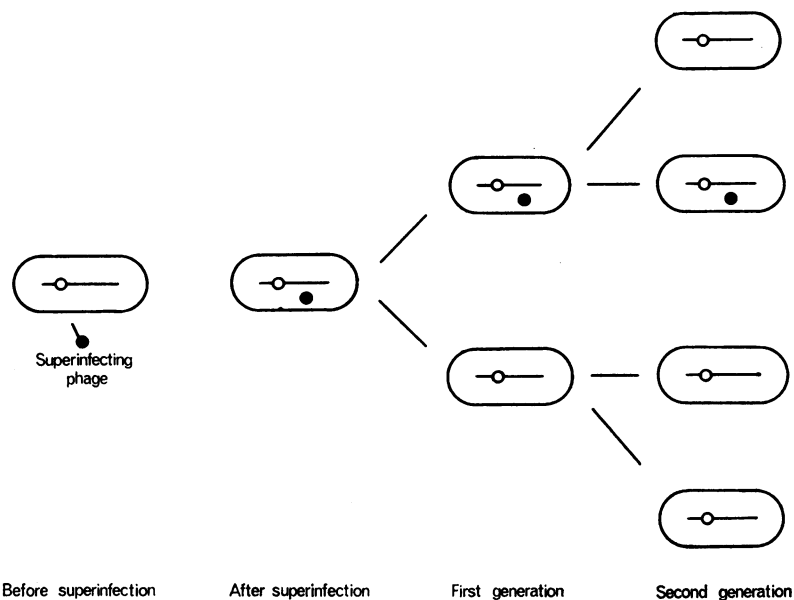 Superinfecting
phage
Before superinfection
After superinfection
First generation
Second generation